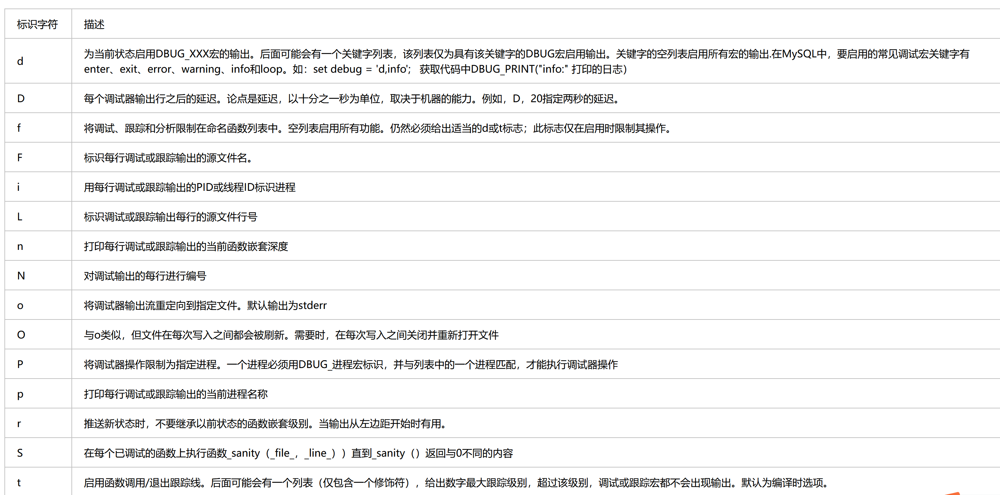 标识字符 描述
d 为当前状态启用DBUG_XXX宏的输出。后面可能会有一个关键字列表，该列表仅为具有该关键字的DBUG宏启用输出。关键字的空列表启用所有宏的输出.在MySQL中，要启用的常见调试宏关键字有
enter、exit、error、warning、info和loop。如：set debug = 'd,info'; 获取代码中DBUG_PRINT("info:" 打印的日志）
D 每个调试器输出行之后的延迟。论点是延迟，以十分之一秒为单位，取决于机器的能力。例如，D，20指定两秒的延迟。
f 将调试、跟踪和分析限制在命名函数列表中。空列表启用所有功能。仍然必须给出适当的d或t标志；此标志仅在启用时限制其操作。
F 标识每行调试或跟踪输出的源文件名。
i 用每行调试或跟踪输出的PID或线程ID标识进程
L 标识调试或跟踪输出每行的源文件行号
n 打印每行调试或跟踪输出的当前函数嵌套深度
N 对调试输出的每行进行编号
o 将调试器输出流重定向到指定文件。默认输出为stderr
O 与o类似，但文件在每次写入之间都会被刷新。需要时，在每次写入之间关闭并重新打开文件
P 将调试器操作限制为指定进程。一个进程必须用DBUG_进程宏标识，并与列表中的一个进程匹配，才能执行调试器操作
p 打印每行调试或跟踪输出的当前进程名称
r 推送新状态时，不要继承以前状态的函数嵌套级别。当输出从左边距开始时有用。
S 在每个已调试的函数上执行函数_sanity（_file_，_line_））直到_sanity（）返回与0不同的内容
t 启用函数调用/退出跟踪线。后面可能会有一个列表（仅包含一个修饰符），给出数字最大跟踪级别，超过该级别，调试或跟踪宏都不会出现输出。默认为编译时选项。